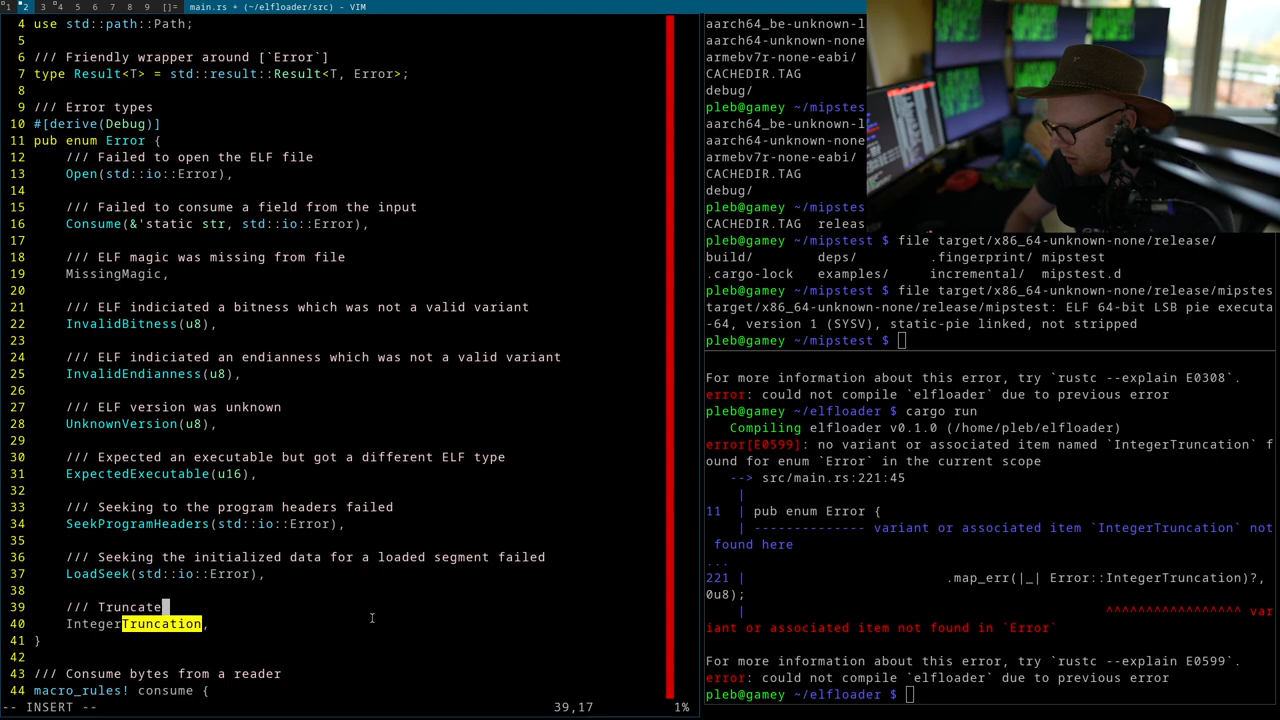 1 2 3 4 5 6 7 8 9 []= main.rs + (~/elfloader/src) - VIM
4 use std::path::Path;
5
6 /// Friendly wrapper around [`Error`]
7 type Result<T> = std::result::Result<T, Error>;
8
9 /// Error types
10 #[derive(Debug)]
11 pub enum Error {
12 /// Failed to open the ELF file
13 Open(std::io::Error),
14
15 /// Failed to consume a field from the input
16 Consume(&'static str, std::io::Error),
17
18 /// ELF magic was missing from file
19 MissingMagic,
20
21 /// ELF indiciated a bitness which was not a valid variant
22 InvalidBitness(u8),
23
24 /// ELF indiciated an endianness which was not a valid variant
25 InvalidEndianness(u8),
26
27 /// ELF version was unknown
28 UnknownVersion(u8),
29
30 /// Expected an executable but got a different ELF type
31 ExpectedExecutable(u16),
32
33 /// Seeking to the program headers failed
34 SeekProgramHeaders(std::io::Error),
35
36 /// Seeking the initialized data for a loaded segment failed
37 LoadSeek(std::io::Error),
38
39 /// Truncate
40 IntegerTruncation,
41 }
42
43 /// Consume bytes from a reader
44 macro_rules! consume {
-- INSERT -- 39,17 1%
aarch64_be-unknown-l
aarch64-unknown-none
armebv7r-none-eabi/
CACHEDIR.TAG
debug/
pleb@gamey ~/mipstes
aarch64_be-unknown-l
aarch64-unknown-none
armebv7r-none-eabi/
CACHEDIR.TAG
debug/
pleb@gamey ~/mipstes
CACHEDIR.TAG releas
pleb@gamey ~/mipstest $ file target/x86_64-unknown-none/release/
build/ deps/ .fingerprint/ mipstest
.cargo-lock examples/ incremental/ mipstest.d
pleb@gamey ~/mipstest $ file target/x86_64-unknown-none/release/mipstes
target/x86_64-unknown-none/release/mipstest: ELF 64-bit LSB pie executa
-64, version 1 (SYSV), static-pie linked, not stripped
pleb@gamey ~/mipstest $
For more information about this error, try `rustc --explain E0308`.
error: could not compile `elfloader` due to previous error
pleb@gamey ~/elfloader $ cargo run
Compiling elfloader v0.1.0 (/home/pleb/elfloader)
error[E0599]: no variant or associated item named `IntegerTruncation` f
ound for enum `Error` in the current scope
--> src/main.rs:221:45
|
11 | pub enum Error {
| -------------- variant or associated item `IntegerTruncation` not
found here
...
221 | .map_err(|_| Error::IntegerTruncation)?,
0u8);
| ^^^^^^^^^^^^^^^^^ var
iant or associated item not found in `Error`
For more information about this error, try `rustc --explain E0599`.
error: could not compile `elfloader` due to previous error
pleb@gamey ~/elfloader $